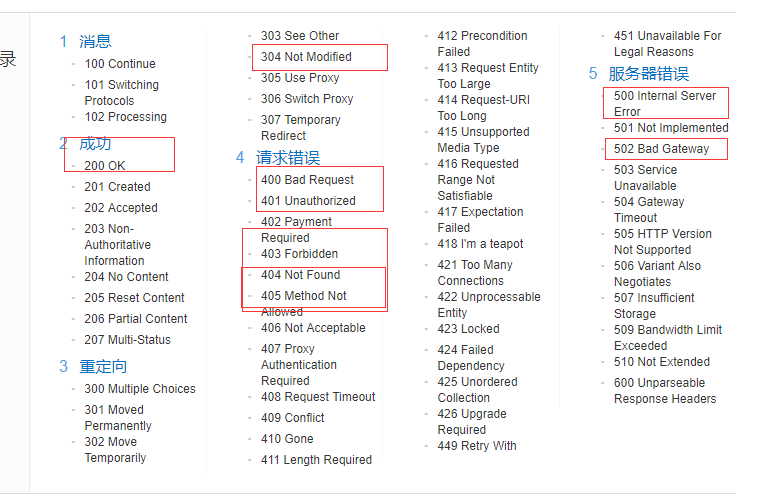 录
1 消息
100 Continue
101 Switching
Protocols
102 Processing
2 成功
200 OK
201 Created
202 Accepted
203 Non-
Authoritative
Information
204 No Content
205 Reset Content
206 Partial Content
207 Multi-Status
3 重定向
300 Multiple Choices
301 Moved
Permanently
302 Move
Temporarily
303 See Other
304 Not Modified
305 Use Proxy
306 Switch Proxy
307 Temporary
Redirect
4 请求错误
400 Bad Request
401 Unauthorized
402 Payment
Required
403 Forbidden
404 Not Found
405 Method Not
Allowed
406 Not Acceptable
407 Proxy
Authentication
Required
408 Request Timeout
409 Conflict
410 Gone
411 Length Required
412 Precondition
Failed
413 Request Entity
Too Large
414 Request-URI
Too Long
415 Unsupported
Media Type
416 Requested
Range Not
Satisfiable
417 Expectation
Failed
418 I'm a teapot
421 Too Many
Connections
422 Unprocessable
Entity
423 Locked
424 Failed
Dependency
425 Unordered
Collection
426 Upgrade
Required
449 Retry With
451 Unavailable For
Legal Reasons
5 服务器错误
500 Internal Server
Error
501 Not Implemented
502 Bad Gateway
503 Service
Unavailable
504 Gateway
Timeout
505 HTTP Version
Not Supported
506 Variant Also
Negotiates
507 Insufficient
Storage
509 Bandwidth Limit
Exceeded
510 Not Extended
600 Unparseable
Response Headers